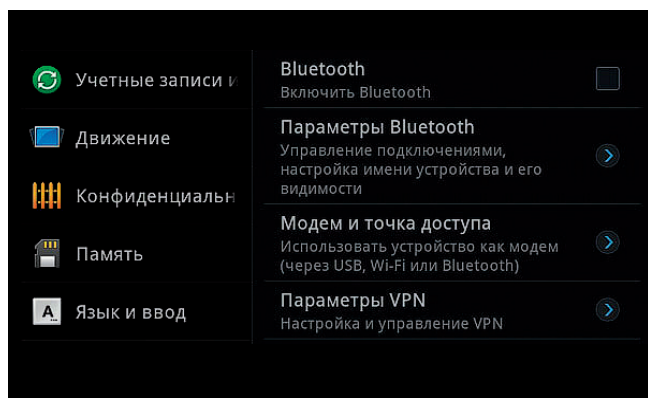 Учетные записи и
Движение
Конфиденциальн
Память
A
Язык и ввод
Bluetooth
Включить Bluetooth
Параметры Bluetooth
Управление подключениями,
настройка имени устройства и его
видимости
Модем и точка доступа
Использовать устройство как модем
(через USB, Wi-Fi или Bluetooth)
Параметры VPN
Настройка и управление VPN